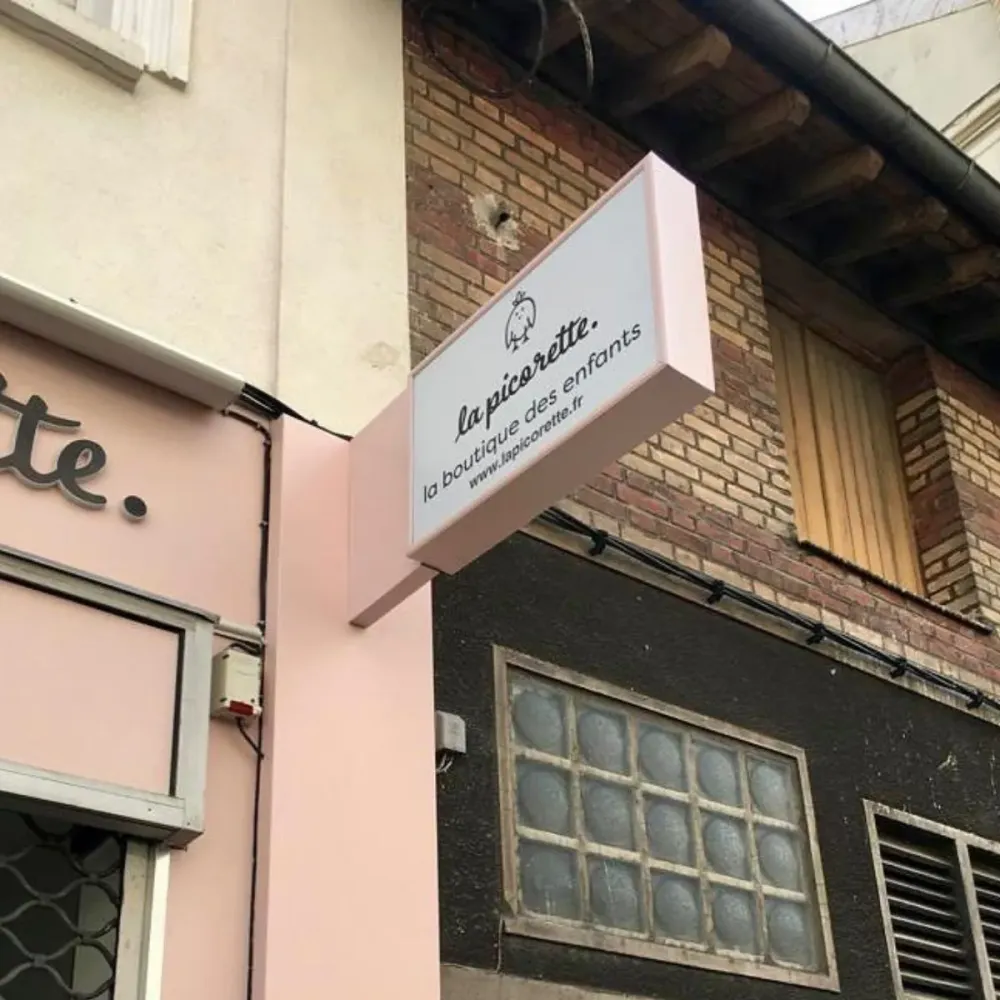 la picorette.
la boutique des enfants
www.lapicorette.fr
tte.